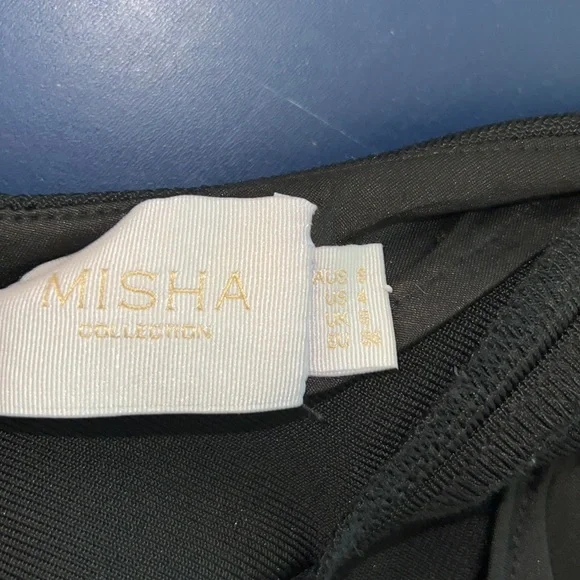 MISHA
COLLECTION
AUS 8
US 4
UK 8
EU 36